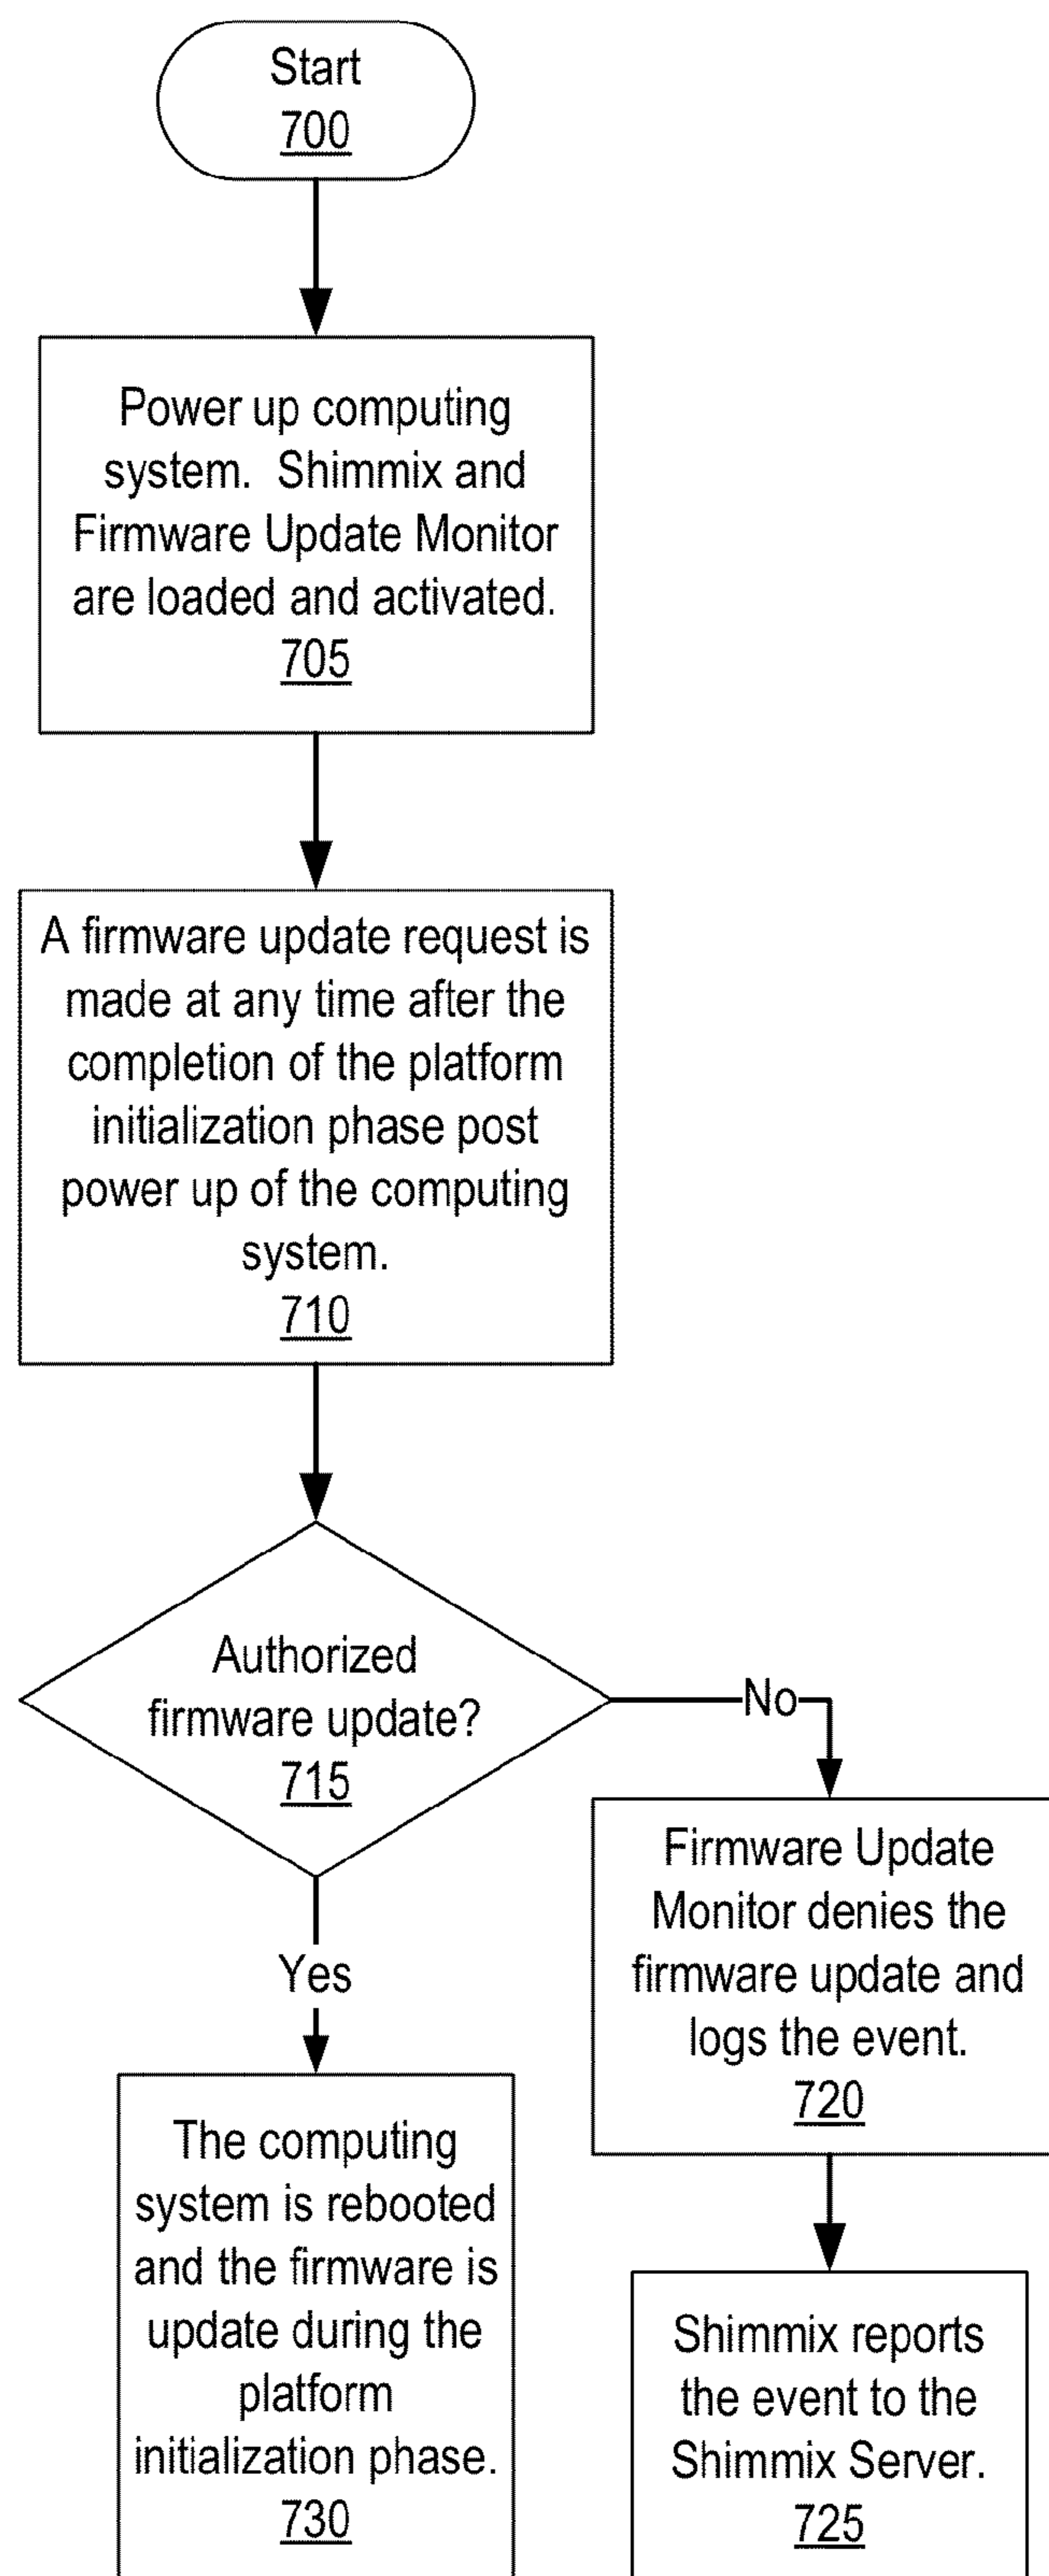 Start
700
Power up computing
system. Shimmix and
Firmware Update Monitor
are loaded and activated.
705
A firmware update request is
made at any time after the
completion of the platform
initialization phase post
power up of the computing
system.
710
Authorized
firmware update?
715
No
Yes
Firmware Update
Monitor denies the
firmware update and
logs the event.
720
The computing
system is rebooted
and the firmware is
update during the
platform
initialization phase.
730
Shimmix reports
the event to the
Shimmix Server.
725